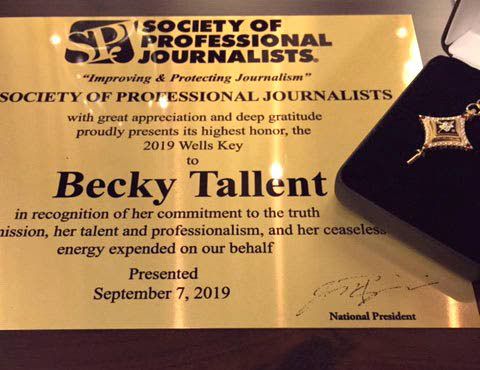 SPJ
SOCIETY OF
PROFESSIONAL
JOURNALISTS®
"Improving & Protecting Journalism"
SOCIETY OF PROFESSIONAL JOURNALISTS
with great appreciation and deep gratitude
proudly presents its highest honor, the
2019 Wells Key
to
Becky Tallent
in recognition of her commitment to the truth
mission, her talent and professionalism, and her ceaseless
energy expended on our behalf
Presented
September 7, 2019
National President